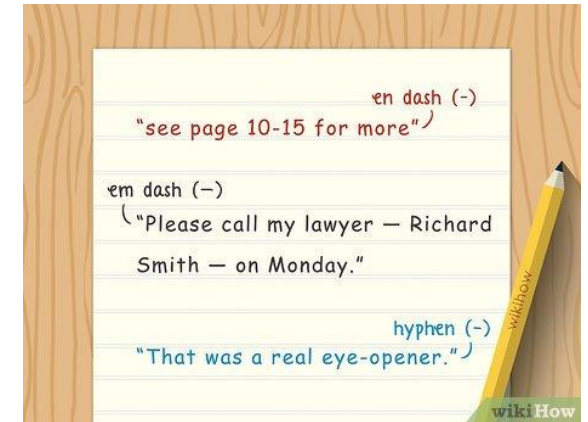 en dash (-)
"see page 10-15 for more"
em dash (—)
"Please call my lawyer — Richard
Smith — on Monday."
hyphen (-)
"That was a real eye-opener."
wikihow
wikiHow